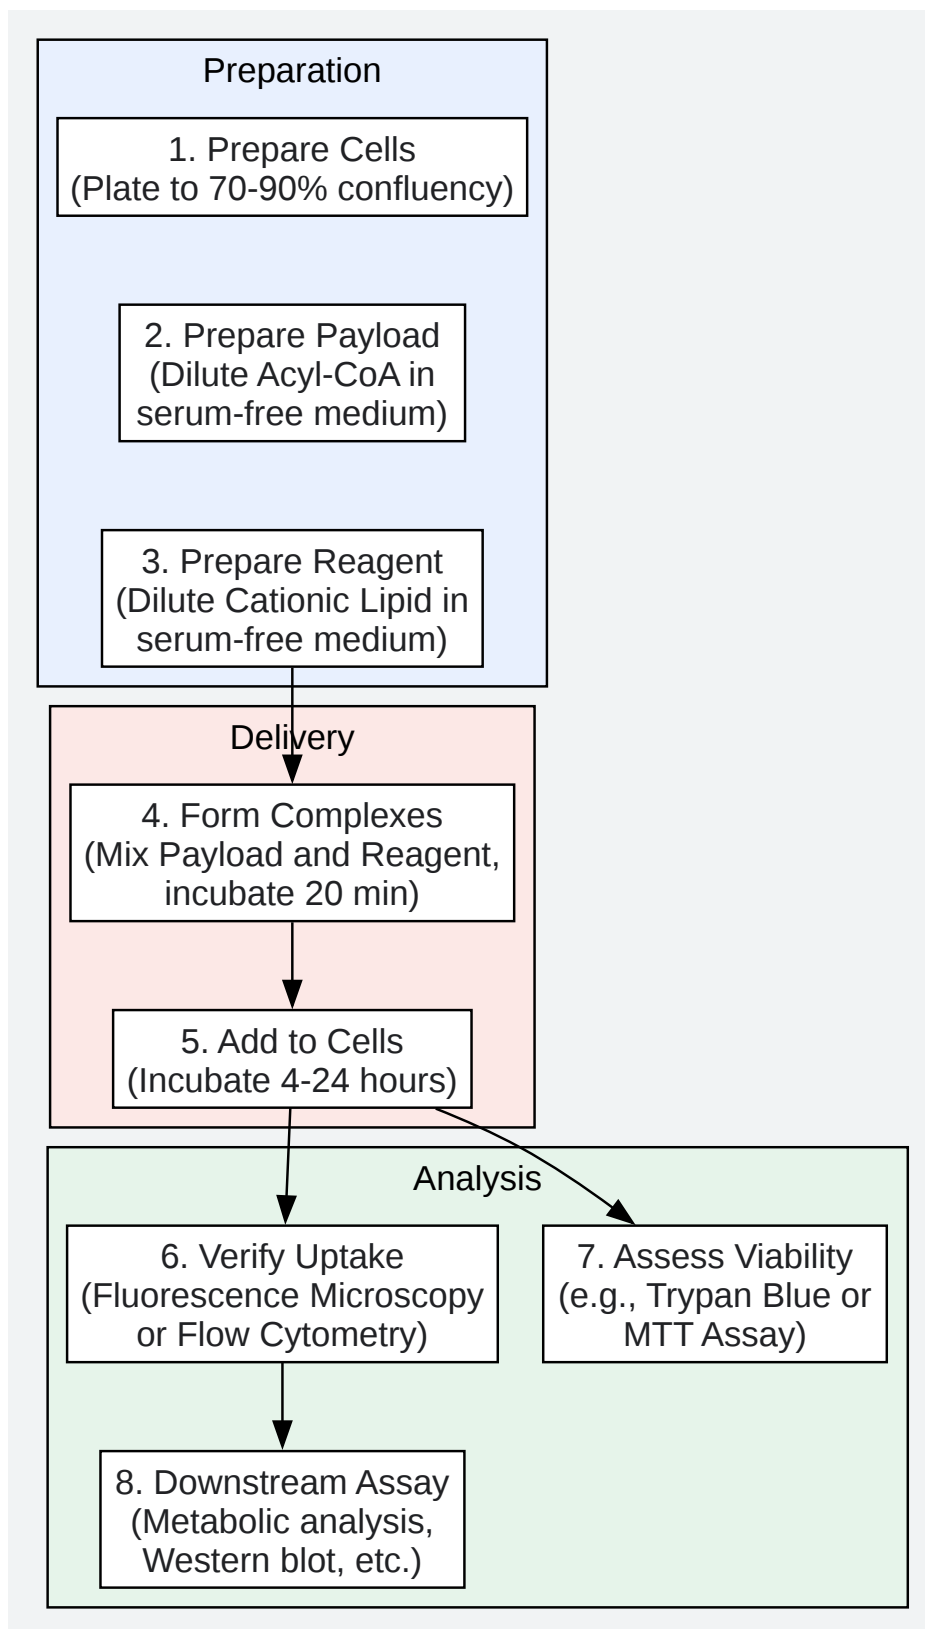 Preparation
1. Prepare Cells
(Plate to 70-90% confluency)
2. Prepare Payload
(Dilute Acyl-CoA in
serum-free medium)
3. Prepare Reagent
(Dilute Cationic Lipid in
serum-free medium)
Delivery
4. Form Complexes
(Mix Payload and Reagent,
incubate 20 min)
5. Add to Cells
(Incubate 4-24 hours)
Analysis
6. Verify Uptake
(Fluorescence Microscopy
or Flow Cytometry)
7. Assess Viability
(e.g., Trypan Blue or
MTT Assay)
8. Downstream Assay
(Metabolic analysis,
Western blot, etc.)